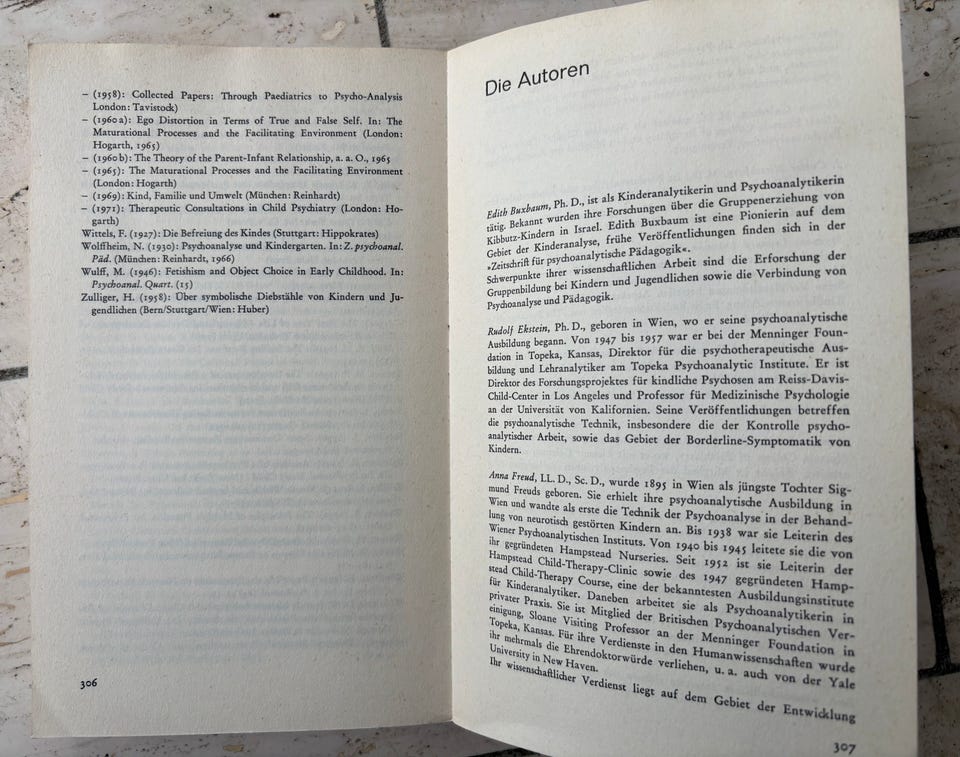 – (1958): Collected Papers: Through Paediatrics to Psycho-Analysis
London: Tavistock)
– (1960a): Ego Distortion in Terms of True and False Self. In: The
Maturational Processes and the Facilitating Environment (London:
Hogarth, 1965)
– (1960b): The Theory of the Parent-Infant Relationship, a. a. O., 1965
– (1965): The Maturational Processes and the Facilitating Environment
(London: Hogarth)
– (1969): Kind, Familie und Umwelt (München: Reinhardt)
– (1971): Therapeutic Consultations in Child Psychiatry (London: Ho-
garth)
Wittels, F. (1927): Die Befreiung des Kindes (Stuttgart: Hippokrates)
Wolffheim, N. (1930): Psychoanalyse und Kindergarten. In: Z. psychoanal.
Päd. (München: Reinhardt, 1966)
Wulff, M. (1946): Fetishism and Object Choice in Early Childhood. In:
Psychoanal. Quart. (15)
Zulliger, H. (1958): Über symbolische Diebstähle von Kindern und Ju-
gendlichen (Bern/Stuttgart/Wien: Huber)
306
Die Autoren
Edith Buxbaum, Ph. D., ist als Kinderanalytikerin und Psychoanalytikerin
tätig. Bekannt wurden ihre Forschungen über die Gruppenerziehung von
Kibbutz-Kindern in Israel. Edith Buxbaum ist eine Pionierin auf dem
Gebiet der Kinderanalyse, frühe Veröffentlichungen finden sich in der
»Zeitschrift für psychoanalytische Pädagogik«.
Schwerpunkte ihrer wissenschaftlichen Arbeit sind die Erforschung der
Gruppenbildung bei Kindern und Jugendlichen sowie die Verbindung von
Psychoanalyse und Pädagogik.
Rudolf Ekstein, Ph. D., geboren in Wien, wo er seine psychoanalytische
Ausbildung begann. Von 1947 bis 1957 war er bei der Menninger Foun-
dation in Topeka, Kansas, Direktor für die psychotherapeutische Aus-
bildung und Lehranalytiker am Topeka Psychoanalytic Institute. Er ist
Direktor des Forschungsprojektes für kindliche Psychosen am Reiss-Davis-
Child-Center in Los Angeles und Professor für Medizinische Psychologie
an der Universität von Kalifornien. Seine Veröffentlichungen betreffen
die psychoanalytische Technik, insbesondere die der Kontrolle psycho-
analytischer Arbeit, sowie das Gebiet der Borderline-Symptomatik von
Kindern.
Anna Freud, LL. D., Sc. D., wurde 1895 in Wien als jüngste Tochter Sig-
mund Freuds geboren. Sie erhielt ihre psychoanalytische Ausbildung in
Wien und wandte als erste die Technik der Psychoanalyse in der Behand-
lung von neurotisch gestörten Kindern an. Bis 1938 war sie Leiterin des
Wiener Psychoanalytischen Instituts. Von 1940 bis 1945 leitete sie die von
ihr gegründeten Hampstead Nurseries. Seit 1952 ist sie Leiterin der
Hampstead Child-Therapy-Clinic sowie des 1947 gegründeten Hamp-
stead Child-Therapy Course, eine der bekanntesten Ausbildungsinstitute
für Kinderanalytiker. Daneben arbeitet sie als Psychoanalytikerin in
privater Praxis. Sie ist Mitglied der Britischen Psychoanalytischen Ver-
einigung, Sloane Visiting Professor an der Menninger Foundation in
Topeka, Kansas. Für ihre Verdienste in den Humanwissenschaften wurde
ihr mehrmals die Ehrendoktorwürde verliehen, u. a. auch von der Yale
University in New Haven.
Ihr wissenschaftlicher Verdienst liegt auf dem Gebiet der Entwicklung
307